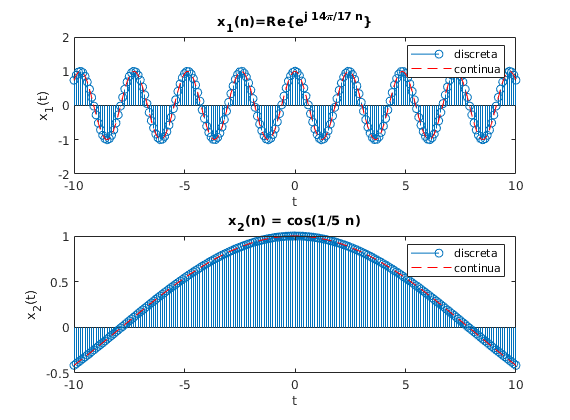 x1(n)=Re{e^j 14π/17 n}
2
1
0
-1
-2
x1(t)
discreta
continua
-10 -5 0 5 10
t
x2(n) = cos(1/5 n)
1
0.5
0
-0.5
x2(t)
discreta
continua
-10 -5 0 5 10
t